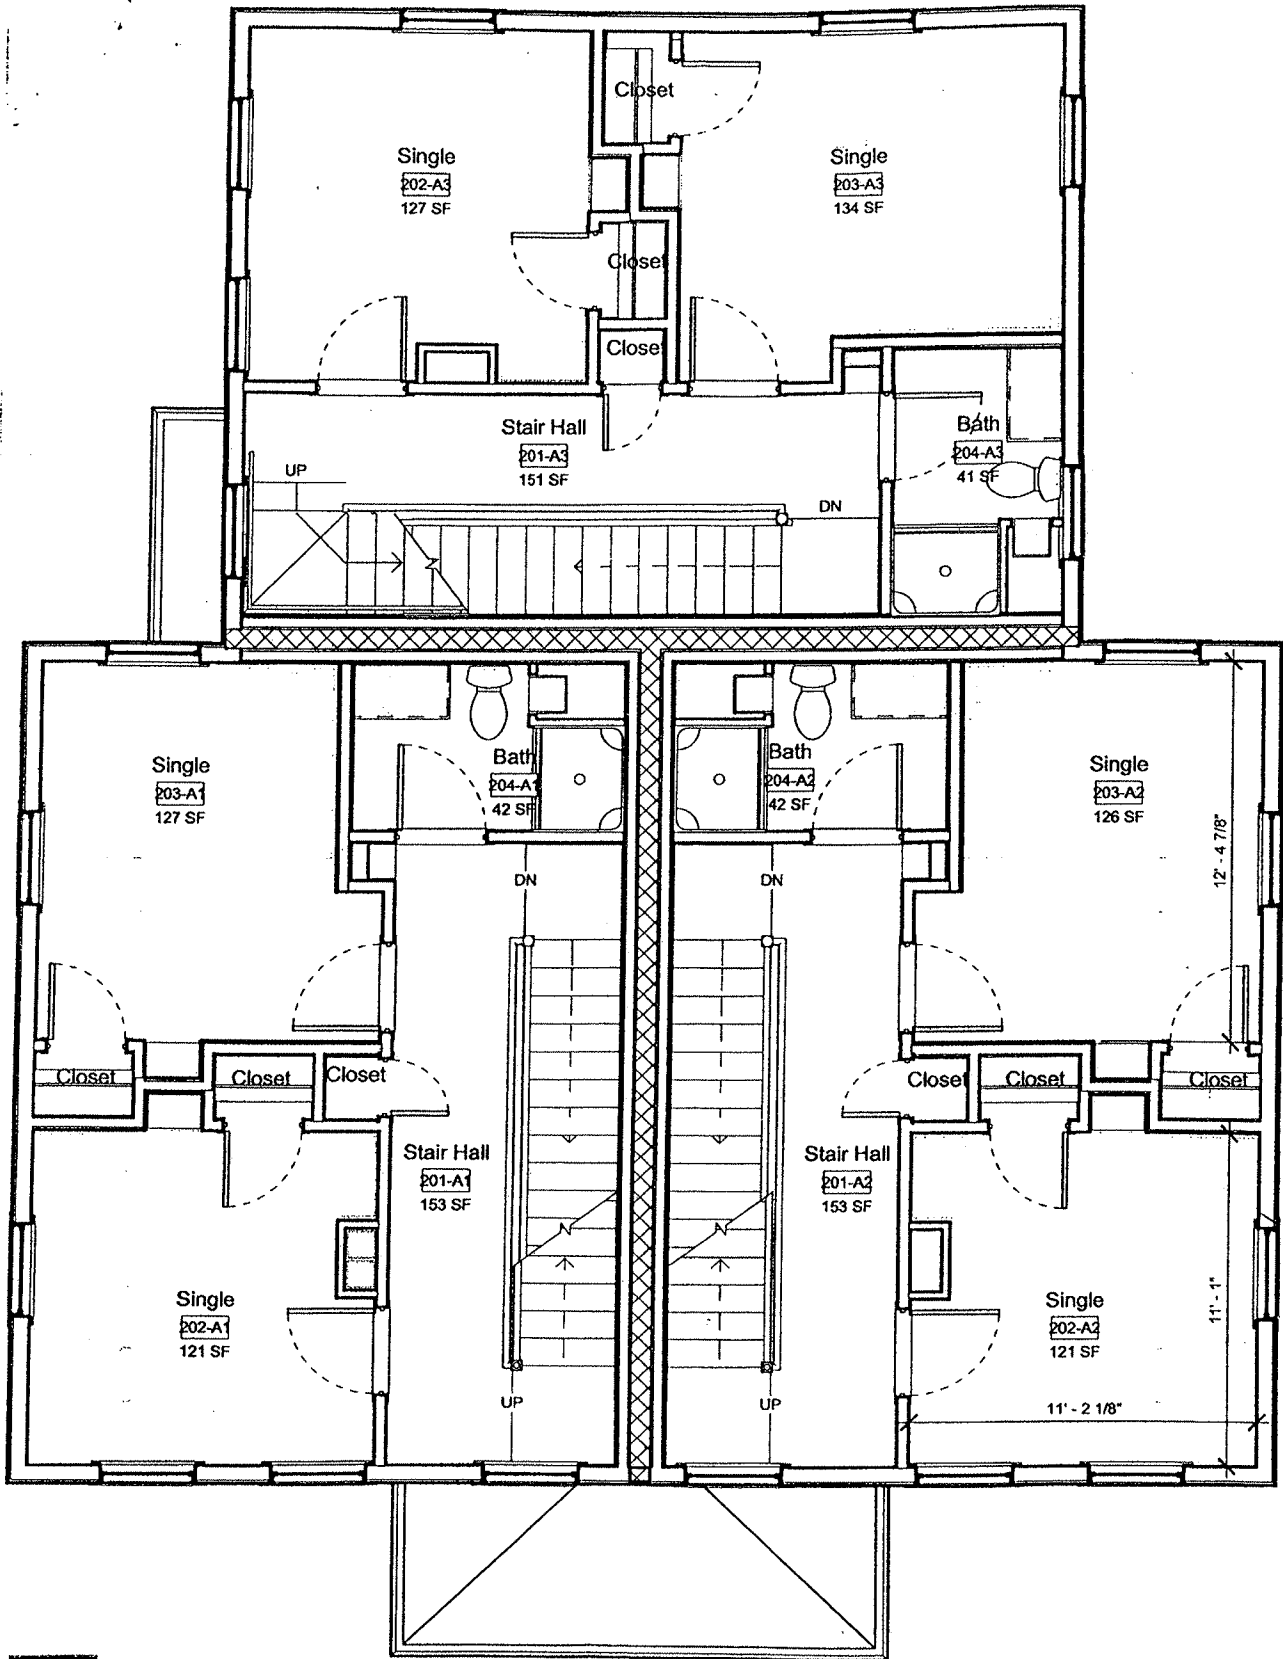 Closet
Single
202-A3
127 SF
Single
203-A3
134 SF
Closet
Closet
Stair Hall
201-A3
151 SF
Bath
204-A3
41 SF
UP
DN
Single
203-A1
127 SF
Bath
204-A1
42 SF
Bath
204-A2
42 SF
Single
203-A2
126 SF
12' - 4 7/8"
DN
DN
Closet
Closet
Closet
Closet
Closet
Closet
Stair Hall
201-A1
153 SF
Stair Hall
201-A2
153 SF
Single
202-A1
121 SF
Single
202-A2
121 SF
11' - 1"
UP
UP
11' - 2 1/8"